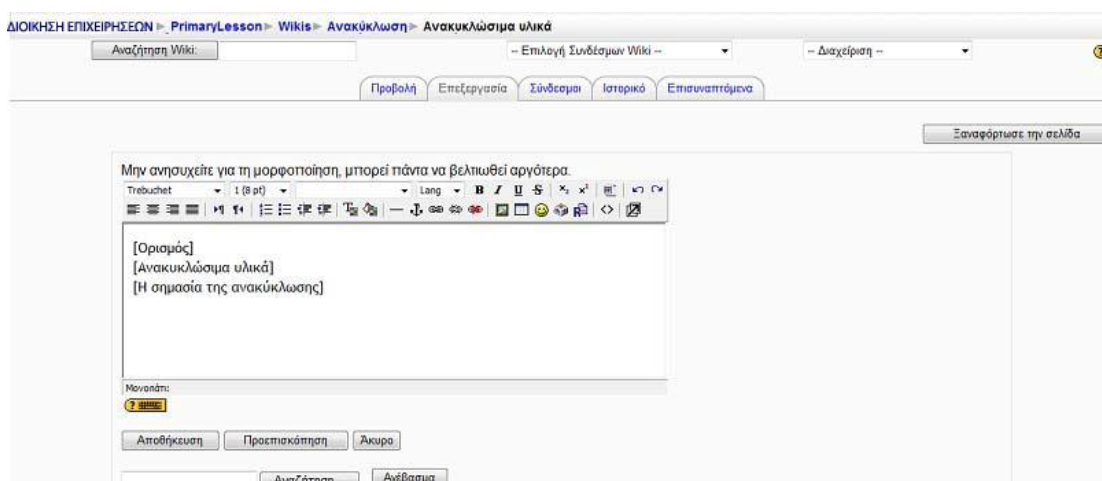 ΔΙΟΙΚΗΣΗ ΕΠΙΧΕΙΡΗΣΕΩΝ ► PrimaryLesson ► Wikis ► Ανακύκλωση ► Ανακυκλώσιμα υλικά
Αναζήτηση Wiki: -- Επιλογή Συνδέσμων Wiki -- -- Διαχείριση --
Προβολή Επεξεργασία Σύνδεσμοι Ιστορικό Επισυναπτόμενα
Ξαναφόρτωσε την σελίδα
Μην ανησυχείτε για τη μορφοποίηση, μπορεί πάντα να βελτιωθεί αργότερα.
Trebuchet 1 (8 pt) Lang B I U S x₂ x²
[Ορισμός]
[Ανακυκλώσιμα υλικά]
[Η σημασία της ανακύκλωσης]
Μονοπάτι:
Αποθήκευση Προεπισκόπηση Άκυρο
Αναζήτηση Ανέβασμα